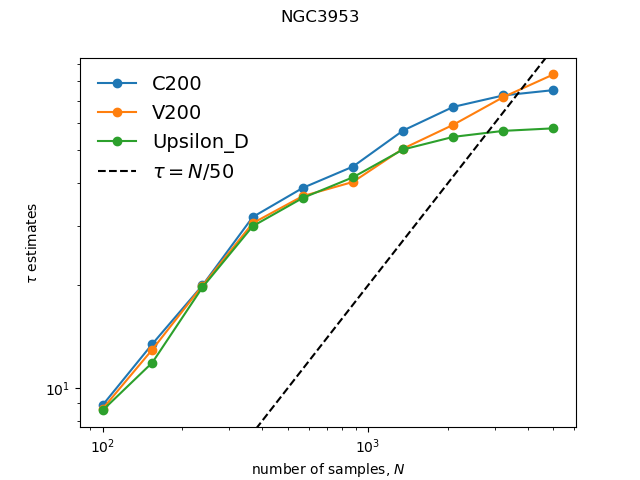 NGC3953
C200
V200
Upsilon_D
τ = N/50
τ estimates
10¹
10² 10³
number of samples, N